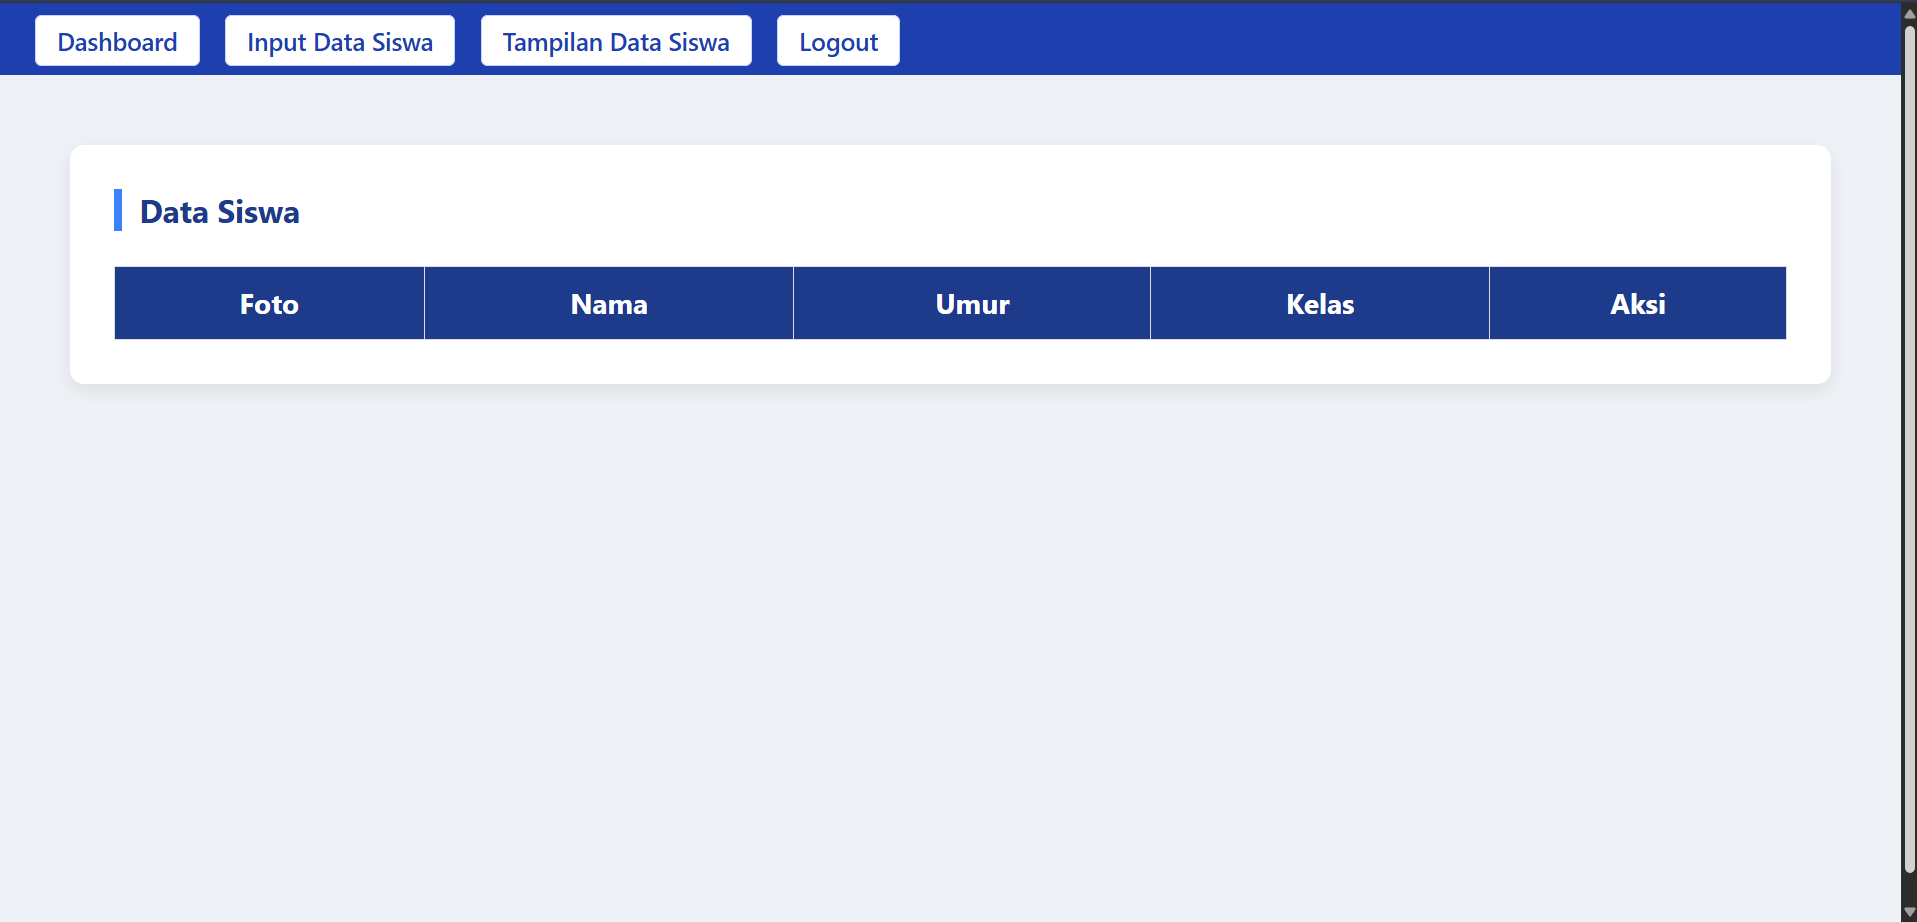 Dashboard Input Data Siswa Tampilan Data Siswa Logout
Data Siswa
Foto Nama Umur Kelas Aksi